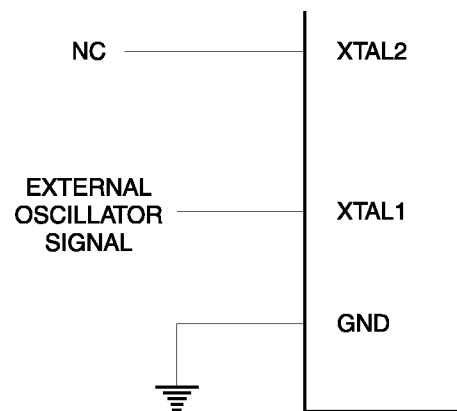 NC XTAL2
EXTERNAL
OSCILLATOR
SIGNAL
XTAL1
GND